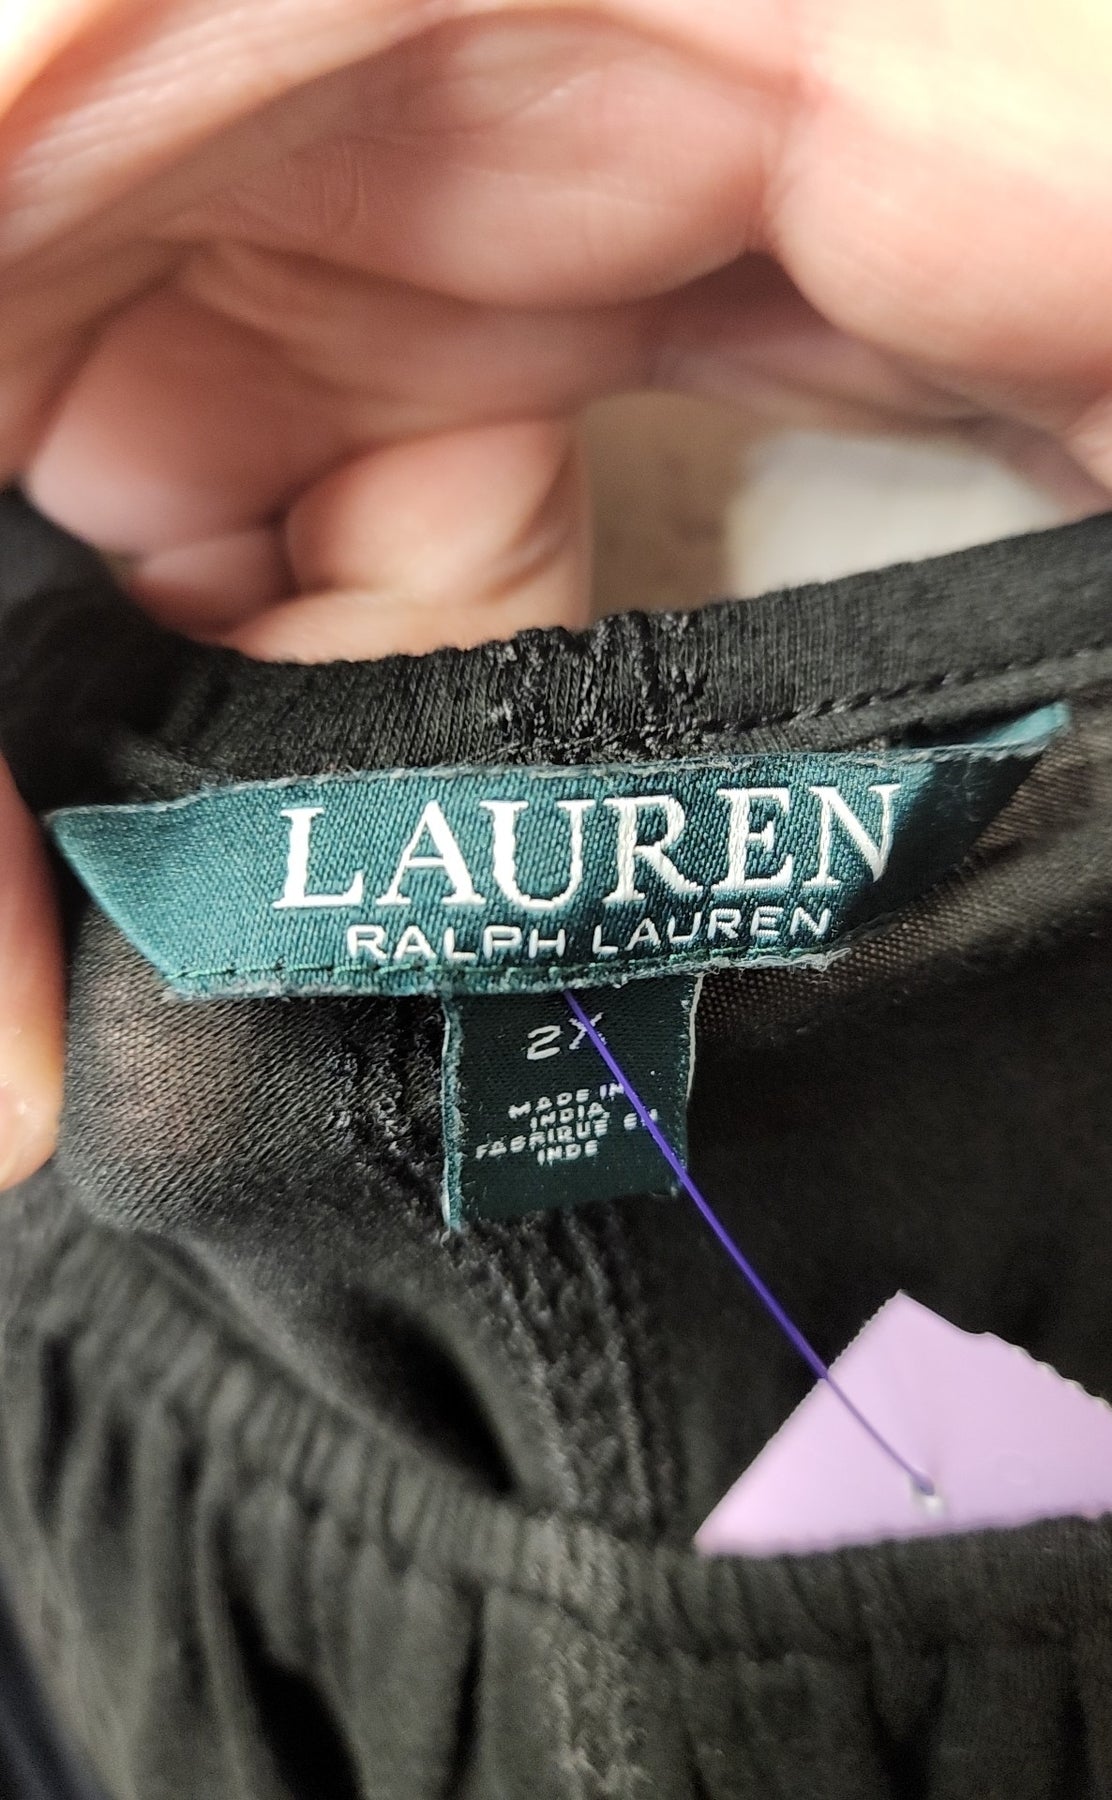 LAUREN
RALPH LAUREN
2X
MADE IN
INDIA
FABRIQUE EN
INDE